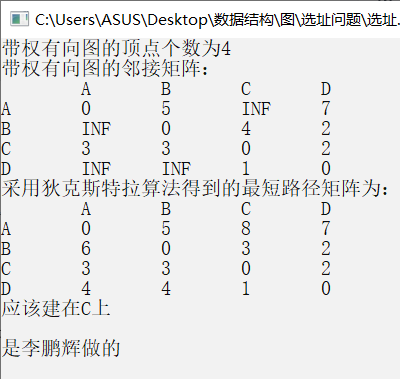 C:\Users\ASUS\Desktop\数据结构\图\选址问题\选址.
带权有向图的顶点个数为4
带权有向图的邻接矩阵：
A B C D
A 0 5 INF 7
B INF 0 4 2
C 3 3 0 2
D INF INF 1 0
采用狄克斯特拉算法得到的最短路径矩阵为：
A B C D
A 0 5 8 7
B 6 0 3 2
C 3 3 0 2
D 4 4 1 0
应该建在C上
是李鹏辉做的